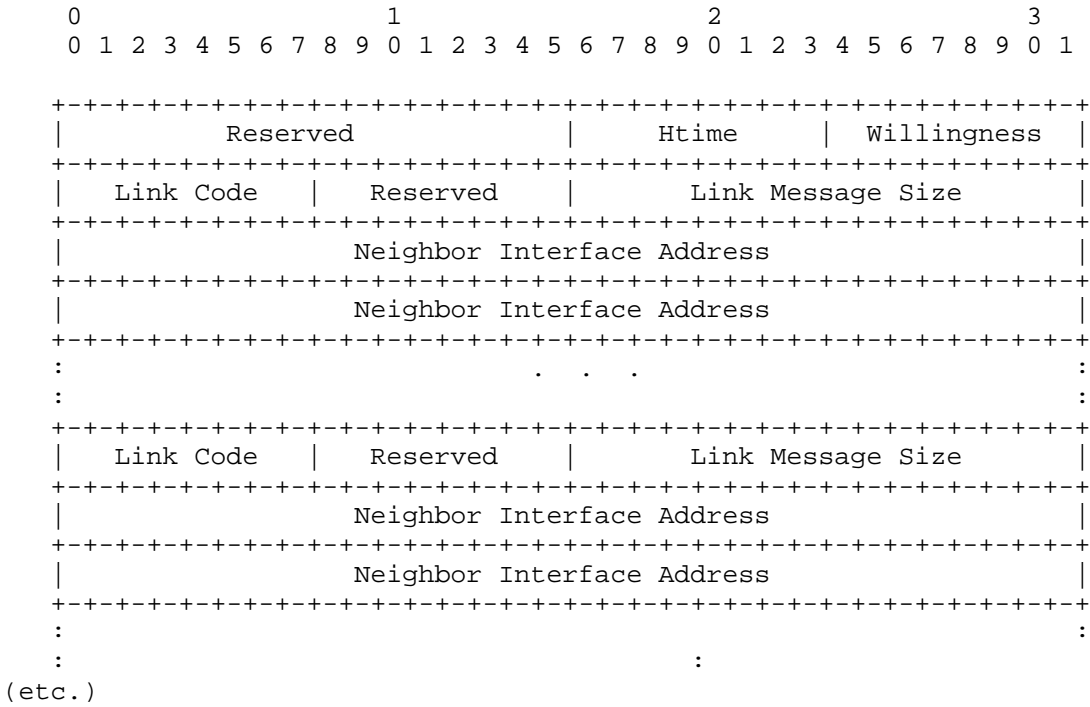 0                   1                   2                   3
    0 1 2 3 4 5 6 7 8 9 0 1 2 3 4 5 6 7 8 9 0 1 2 3 4 5 6 7 8 9 0 1

   +-+-+-+-+-+-+-+-+-+-+-+-+-+-+-+-+-+-+-+-+-+-+-+-+-+-+-+-+-+-+-+-+
   |          Reserved             |     Htime     |  Willingness  |
   +-+-+-+-+-+-+-+-+-+-+-+-+-+-+-+-+-+-+-+-+-+-+-+-+-+-+-+-+-+-+-+-+
   |   Link Code   |   Reserved    |       Link Message Size       |
   +-+-+-+-+-+-+-+-+-+-+-+-+-+-+-+-+-+-+-+-+-+-+-+-+-+-+-+-+-+-+-+-+
   |                  Neighbor Interface Address                   |
   +-+-+-+-+-+-+-+-+-+-+-+-+-+-+-+-+-+-+-+-+-+-+-+-+-+-+-+-+-+-+-+-+
   |                  Neighbor Interface Address                   |
   +-+-+-+-+-+-+-+-+-+-+-+-+-+-+-+-+-+-+-+-+-+-+-+-+-+-+-+-+-+-+-+-+
   :                             .  .  .                           :
   :                                                               :
   +-+-+-+-+-+-+-+-+-+-+-+-+-+-+-+-+-+-+-+-+-+-+-+-+-+-+-+-+-+-+-+-+
   |   Link Code   |   Reserved    |       Link Message Size       |
   +-+-+-+-+-+-+-+-+-+-+-+-+-+-+-+-+-+-+-+-+-+-+-+-+-+-+-+-+-+-+-+-+
   |                  Neighbor Interface Address                   |
   +-+-+-+-+-+-+-+-+-+-+-+-+-+-+-+-+-+-+-+-+-+-+-+-+-+-+-+-+-+-+-+-+
   |                  Neighbor Interface Address                   |
   +-+-+-+-+-+-+-+-+-+-+-+-+-+-+-+-+-+-+-+-+-+-+-+-+-+-+-+-+-+-+-+-+
   :                                                               :
   :                                       :
(etc.)